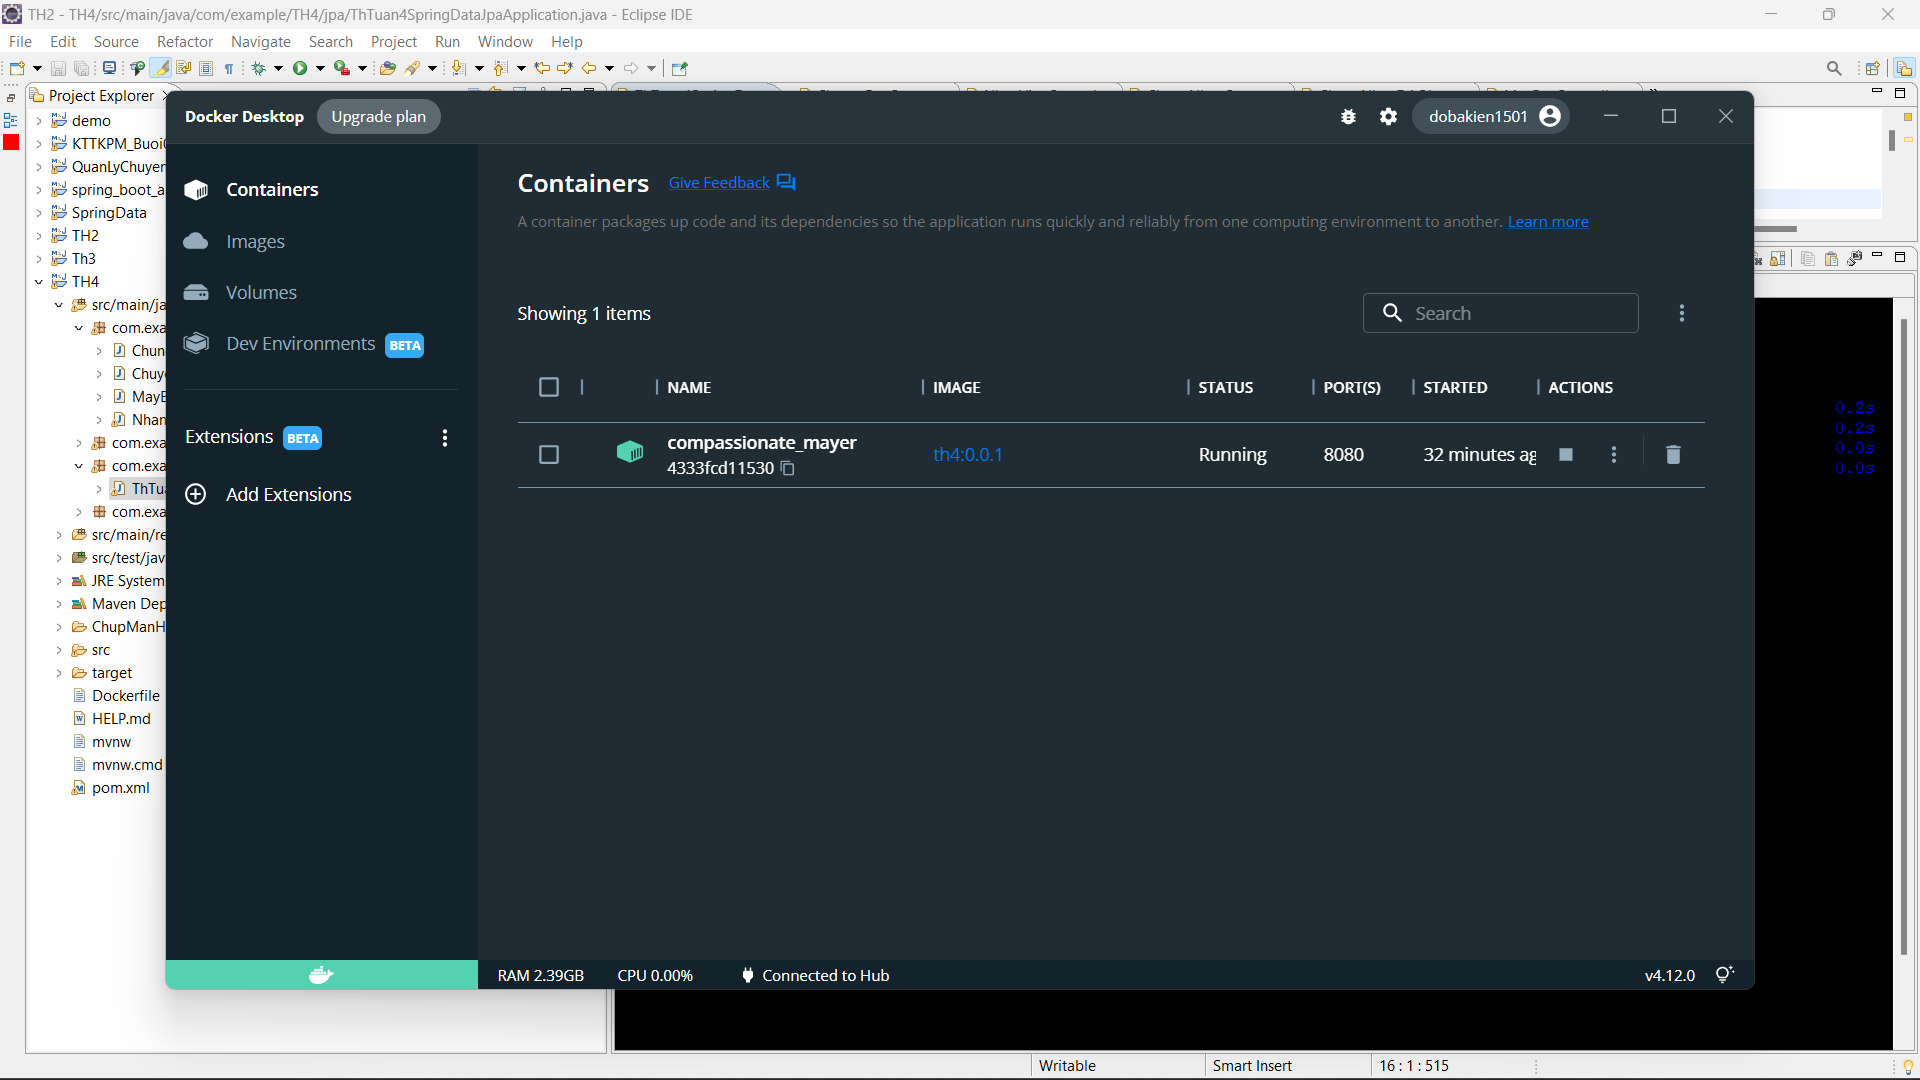 TH2 - TH4/src/main/java/com/example/TH4/jpa/ThTuan4SpringDataJpaApplication.java - Eclipse IDE
File Edit Source Refactor Navigate Search Project Run Window Help
Project Explorer
demo
KTTKPM_Buoi
QuanLyChuyen
spring_boot_a
SpringData
TH2
Th3
TH4
src/main/ja
com.exa
Chun
Chuy
MayB
Nhan
com.exa
com.exa
ThTua
com.exa
src/main/re
src/test/jav
JRE System
Maven Dep
ChupManH
src
target
Dockerfile
HELP.md
mvnw
mvnw.cmd
pom.xml
Docker Desktop Upgrade plan dobakien1501
Containers
Images
Volumes
Dev Environments BETA
Extensions BETA
Add Extensions
Containers Give Feedback
A container packages up code and its dependencies so the application runs quickly and reliably from one computing environment to another. Learn more
Showing 1 items Search
NAME IMAGE STATUS PORT(S) STARTED ACTIONS
compassionate_mayer
4333fcd11530
th4:0.0.1 Running 8080 32 minutes ag
RAM 2.39GB CPU 0.00% Connected to Hub v4.12.0
0.2s
0.2s
0.0s
0.0s
Writable Smart Insert 16 : 1 : 515